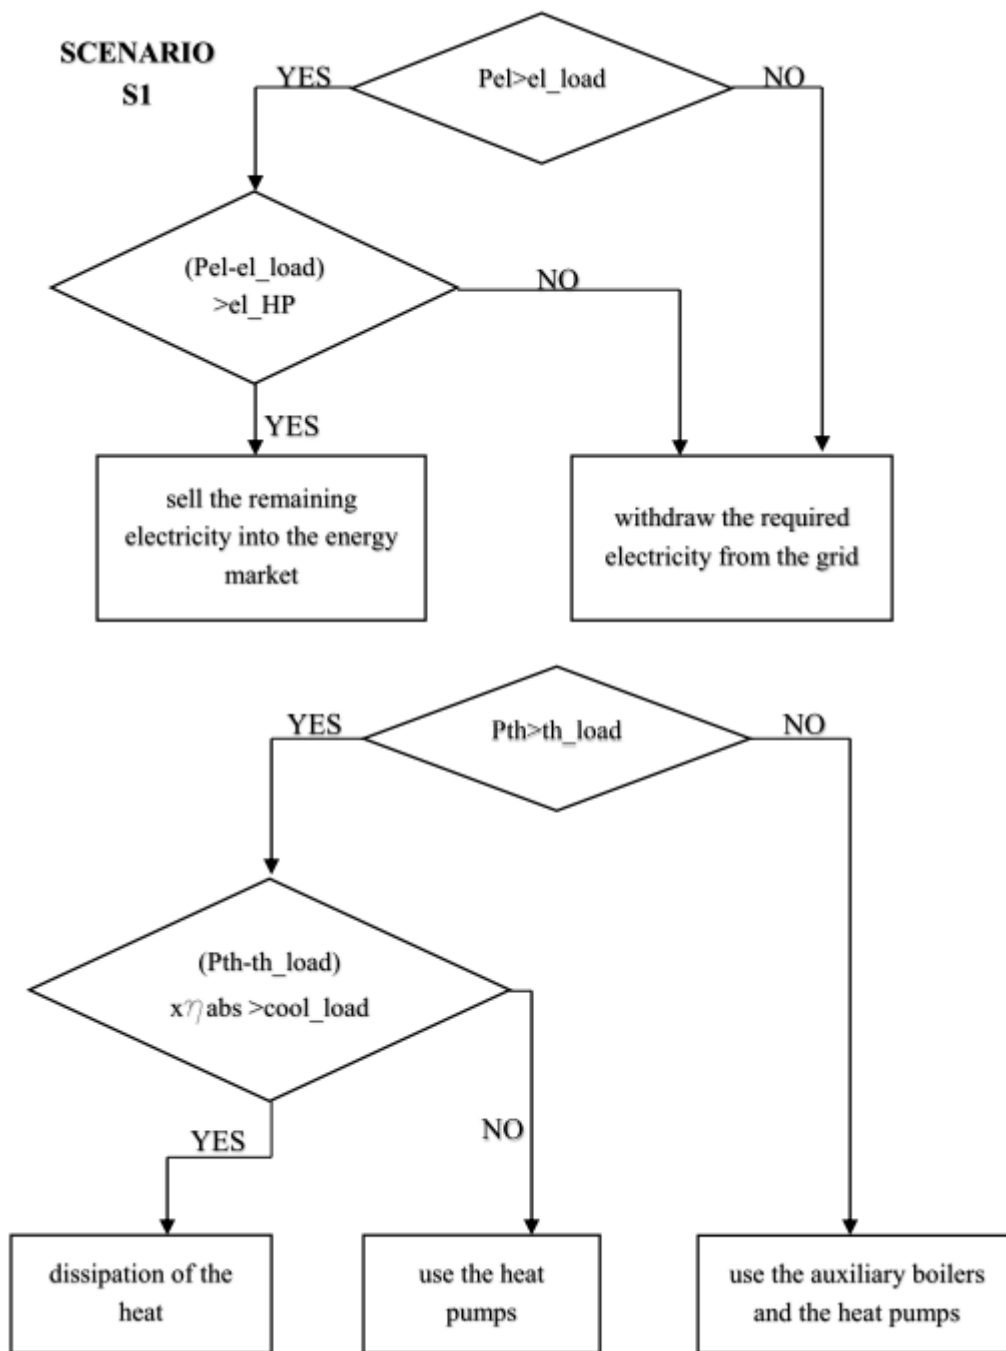 SCENARIO
S1
YES
Pel>el_load
NO
(Pel-el_load)
>el_HP
NO
YES
sell the remaining
electricity into the energy
market
withdraw the required
electricity from the grid
YES
Pth>th_load
NO
(Pth-th_load)
xη abs >cool_load
YES
NO
dissipation of the
heat
use the heat
pumps
use the auxiliary boilers
and the heat pumps